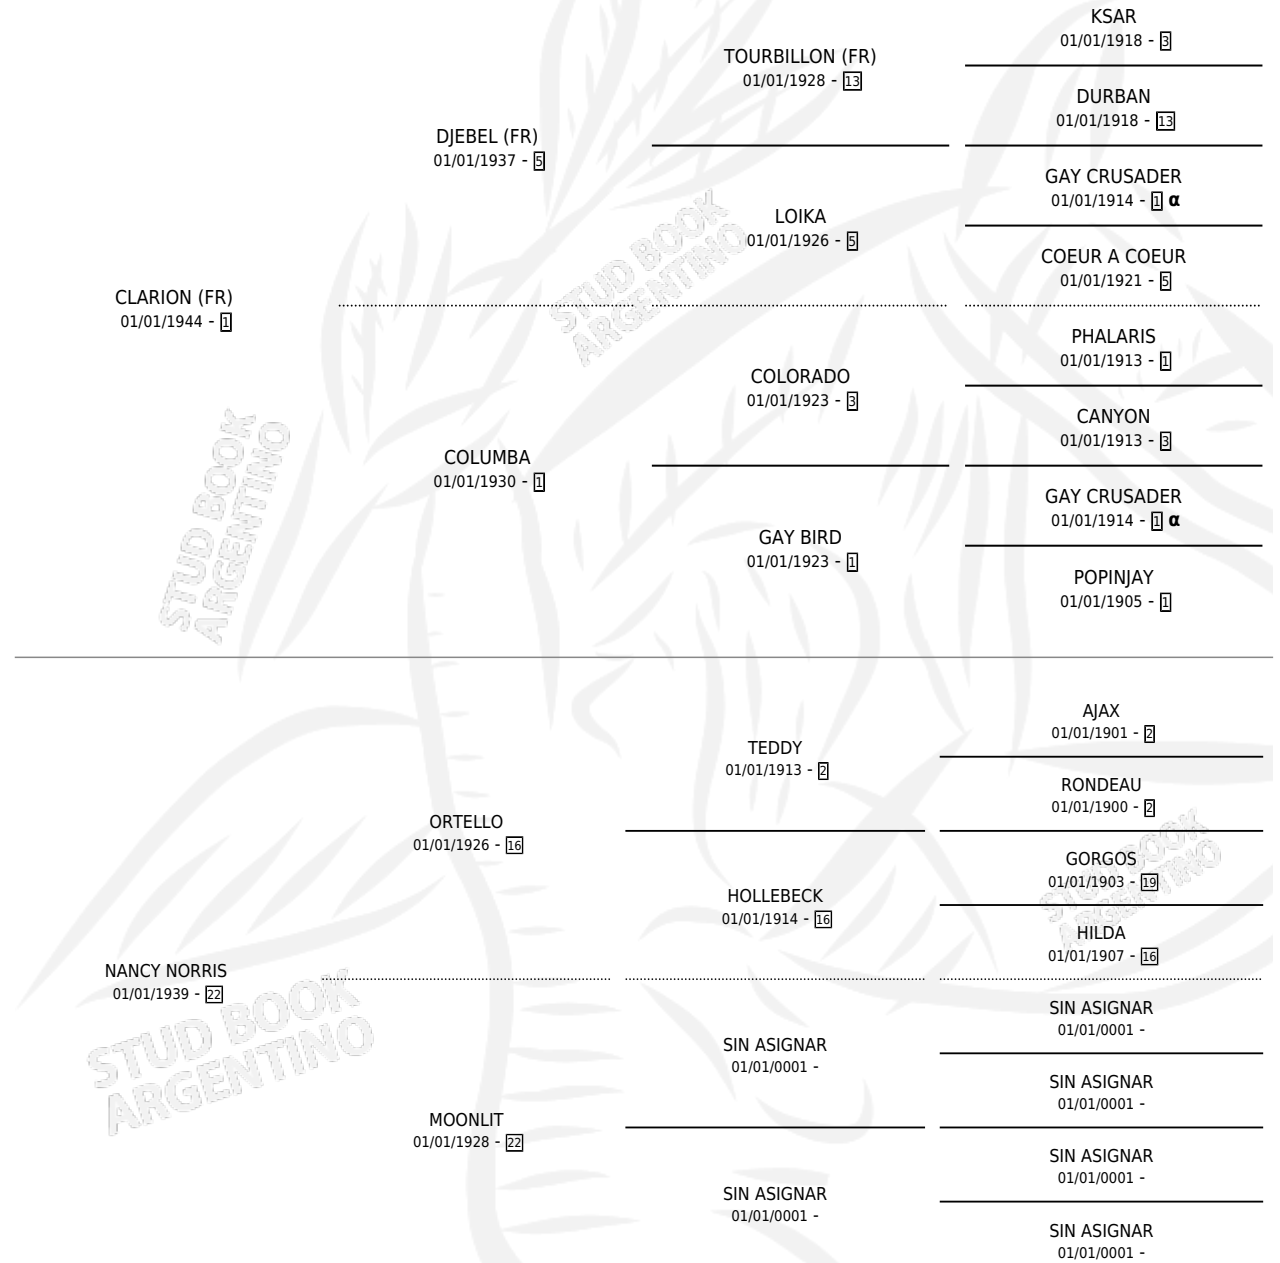 KSAR
01/01/1918 - 3
TOURBILLON (FR)
01/01/1928 - 13
DURBAN
01/01/1918 - 13
DJEBEL (FR)
01/01/1937 - 5
GAY CRUSADER
01/01/1914 - 1 α
LOIKA
01/01/1926 - 5
COEUR A COEUR
01/01/1921 - 5
CLARION (FR)
01/01/1944 - 1
PHALARIS
01/01/1913 - 1
COLORADO
01/01/1923 - 3
CANYON
01/01/1913 - 3
COLUMBA
01/01/1930 - 1
GAY CRUSADER
01/01/1914 - 1 α
GAY BIRD
01/01/1923 - 1
POPINJAY
01/01/1905 - 1
STUD BOOK
ARGENTINO
STUD BOOK
ARGENTINO
AJAX
01/01/1901 - 2
TEDDY
01/01/1913 - 2
RONDEAU
01/01/1900 - 2
ORTELLO
01/01/1926 - 16
GORGOS
01/01/1903 - 19
HOLLEBECK
01/01/1914 - 16
HILDA
01/01/1907 - 16
NANCY NORRIS
01/01/1939 - 22
SIN ASIGNAR
01/01/0001 -
SIN ASIGNAR
01/01/0001 -
SIN ASIGNAR
01/01/0001 -
MOONLIT
01/01/1928 - 22
SIN ASIGNAR
01/01/0001 -
SIN ASIGNAR
01/01/0001 -
SIN ASIGNAR
01/01/0001 -
STUD BOOK
ARGENTINO
STUD BOOK
ARGENTINO